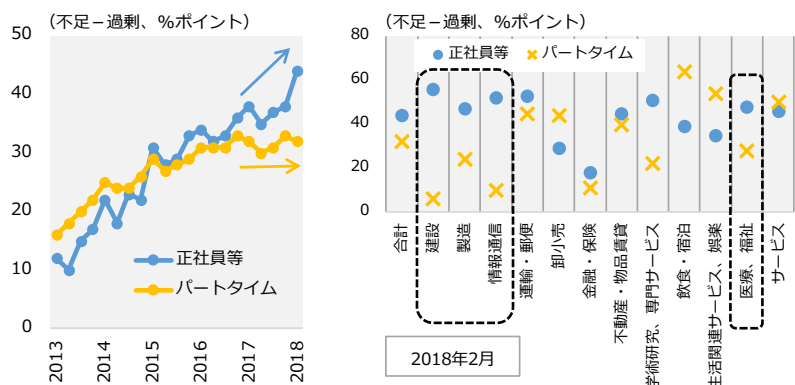 （不足－過剰、％ポイント）
50
40
30
20
10
0
正社員等
パートタイム
2013
2014
2015
2016
2017
2018
（不足－過剰、％ポイント）
80
60
40
20
0
正社員等
パートタイム
合計
建設
製造
情報通信
運輸・郵便
卸小売
金融・保険
不動産・物品賃貸
学術研究、専門サービス
飲食・宿泊
生活関連サービス、娯楽
医療、福祉
サービス
2018年2月